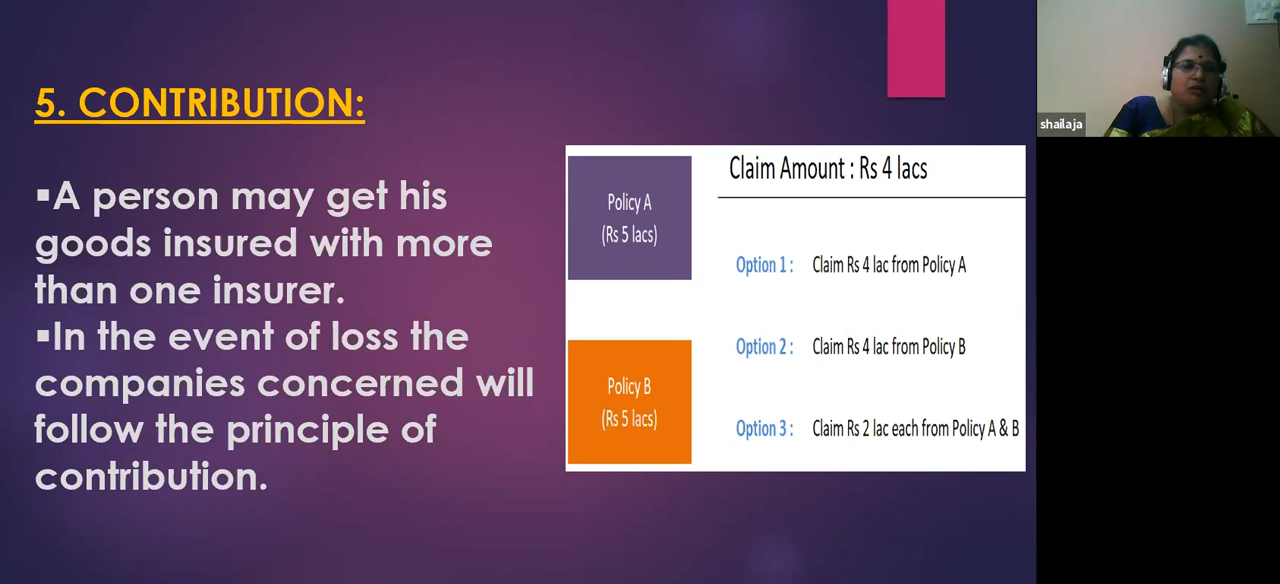 5. CONTRIBUTION:
▪A person may get his
goods insured with more
than one insurer.
▪In the event of loss the
companies concerned will
follow the principle of
contribution.
Policy A
(Rs 5 lacs)
Policy B
(Rs 5 lacs)
Claim Amount : Rs 4 lacs
Option 1 : Claim Rs 4 lac from Policy A
Option 2 : Claim Rs 4 lac from Policy B
Option 3 : Claim Rs 2 lac each from Policy A & B
shailaja